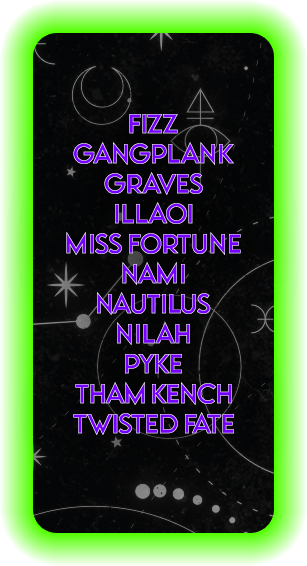 FIZZ
GANGPLANK
GRAVES
ILLAOI
MISS FORTUNE
NAMI
NAUTILUS
NILAH
PYKE
THAM KENCH
TWISTED FATE